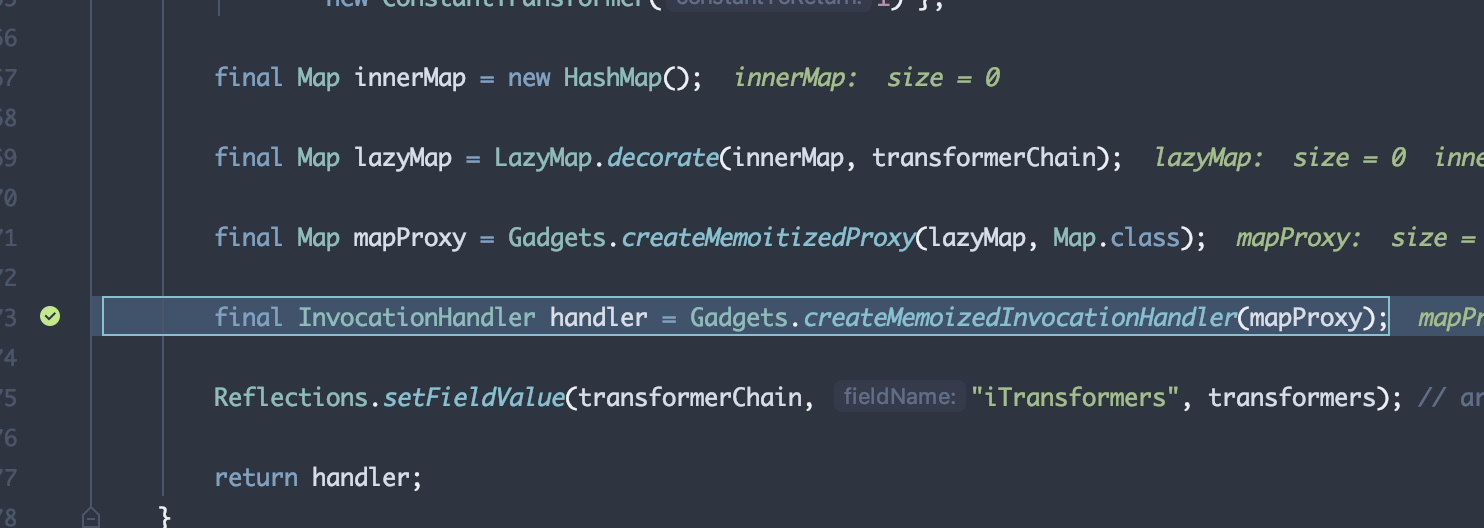 new ConstantTransformer( constantToReturn: 1) };
66
67 final Map innerMap = new HashMap(); innerMap: size = 0
68
69 final Map lazyMap = LazyMap.decorate(innerMap, transformerChain); lazyMap: size = 0 inne
70
71 final Map mapProxy = Gadgets.createMemoitizedProxy(lazyMap, Map.class); mapProxy: size =
72
73 final InvocationHandler handler = Gadgets.createMemoizedInvocationHandler(mapProxy); mapPr
74
75 Reflections.setFieldValue(transformerChain, fieldName: "iTransformers", transformers); // ar
76
77 return handler;
78 }